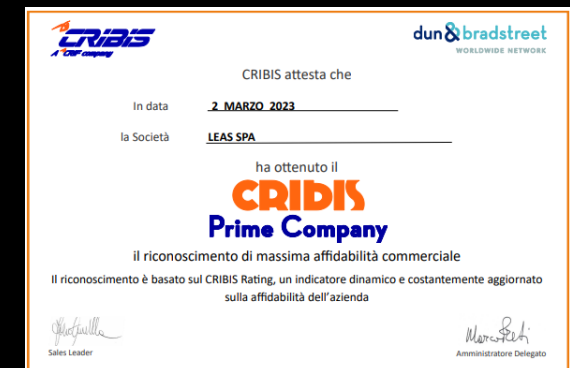 CRIBIS
A CRIF company
dun & bradstreet
WORLDWIDE NETWORK
CRIBIS attesta che
In data 2 MARZO 2023
la Società LEAS SPA
ha ottenuto il
CRIBIS
Prime Company
il riconoscimento di massima affidabilità commerciale
Il riconoscimento è basato sul CRIBIS Rating, un indicatore dinamico e costantemente aggiornato
sulla affidabilità dell'azienda
Sales Leader
Amministratore Delegato